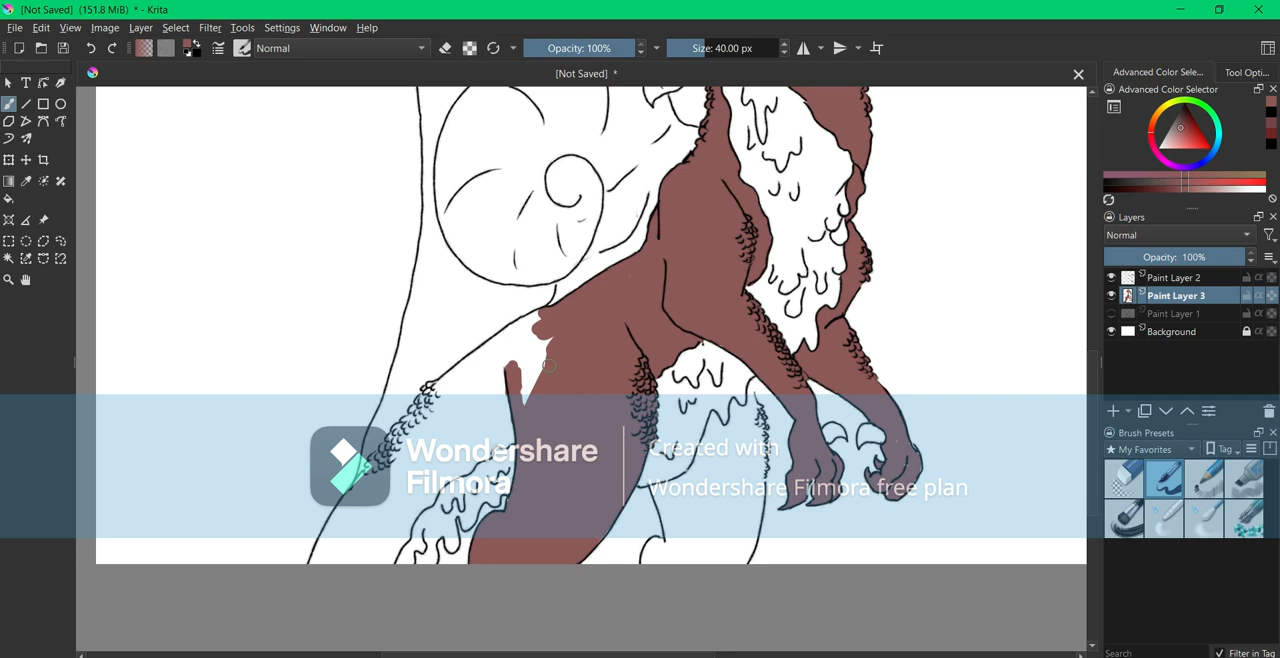 [Not Saved] (151.8 MiB) * - Krita
File Edit View Image Layer Select Filter Tools Settings Window Help
Normal
Opacity: 100%
Size: 40.00 px
[Not Saved] *
Advanced Color Sele...
Tool Opti...
Advanced Color Selector
Layers
Normal
Opacity: 100%
Paint Layer 2
Paint Layer 3
Paint Layer 1
Background
Brush Presets
My Favorites
Tag
Search
Filter in Tag
Wondershare
Filmora
Created with
Wondershare Filmora free plan